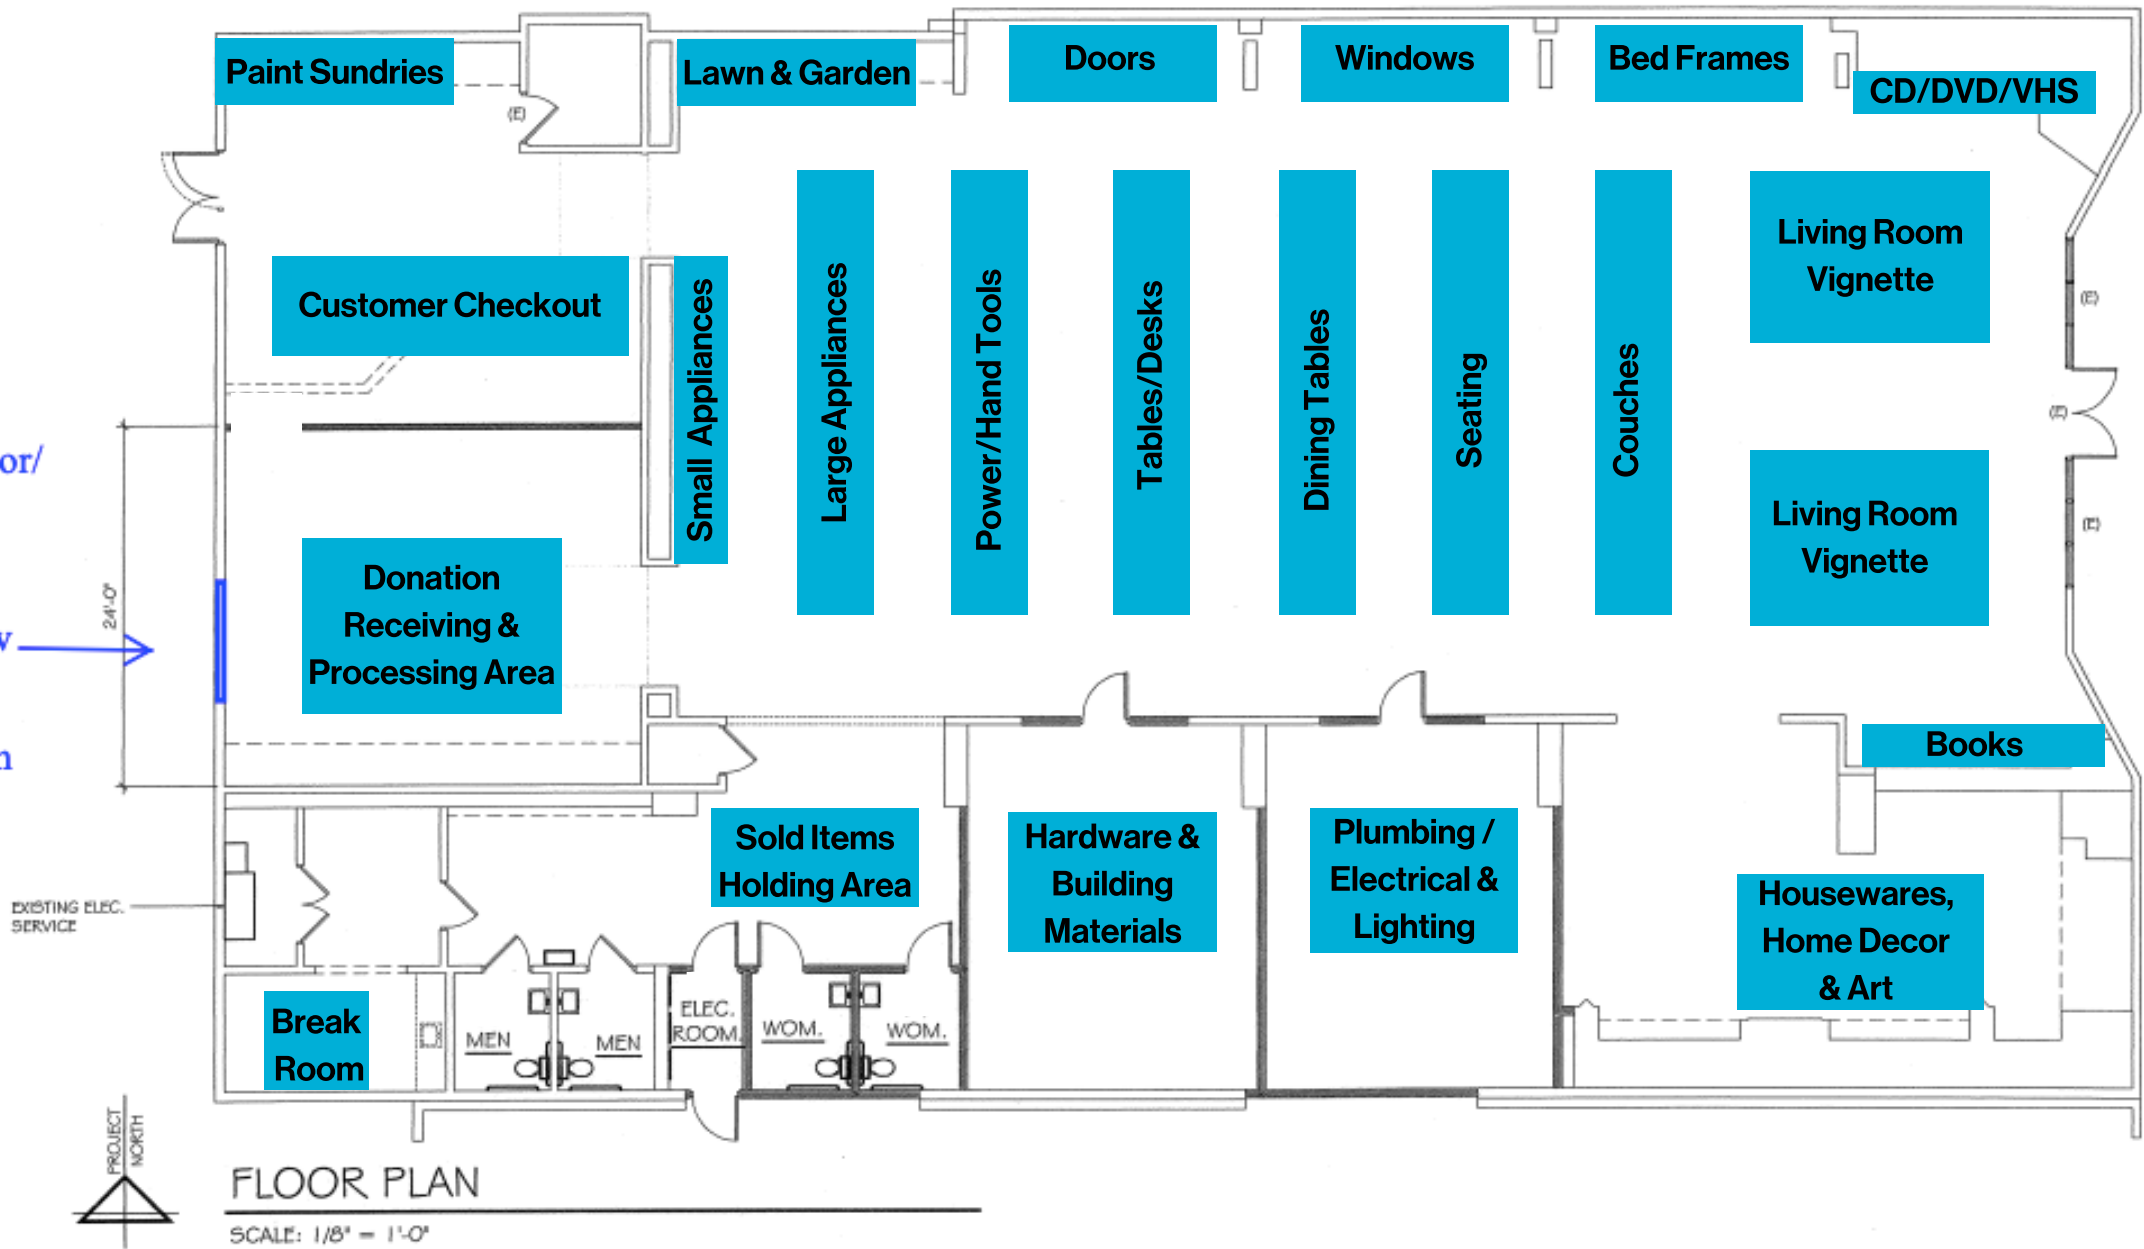 Paint Sundries
Lawn & Garden
Doors
Windows
Bed Frames
CD/DVD/VHS
(E)
Customer Checkout
Small Appliances
Large Appliances
Power/Hand Tools
Tables/Desks
Dining Tables
Seating
Couches
Living Room
Vignette
(E)
(E)
Living Room
Vignette
(E)
or/
24'-0"
Donation
Receiving &
Processing Area
Books
Sold Items
Holding Area
Hardware &
Building
Materials
Plumbing /
Electrical &
Lighting
Housewares,
Home Decor
& Art
EXISTING ELEC.
SERVICE
Break
Room
MEN
MEN
ELEC.
ROOM.
WOM.
WOM.
PROJECT
NORTH
FLOOR PLAN
SCALE: 1/8" = 1'-0"